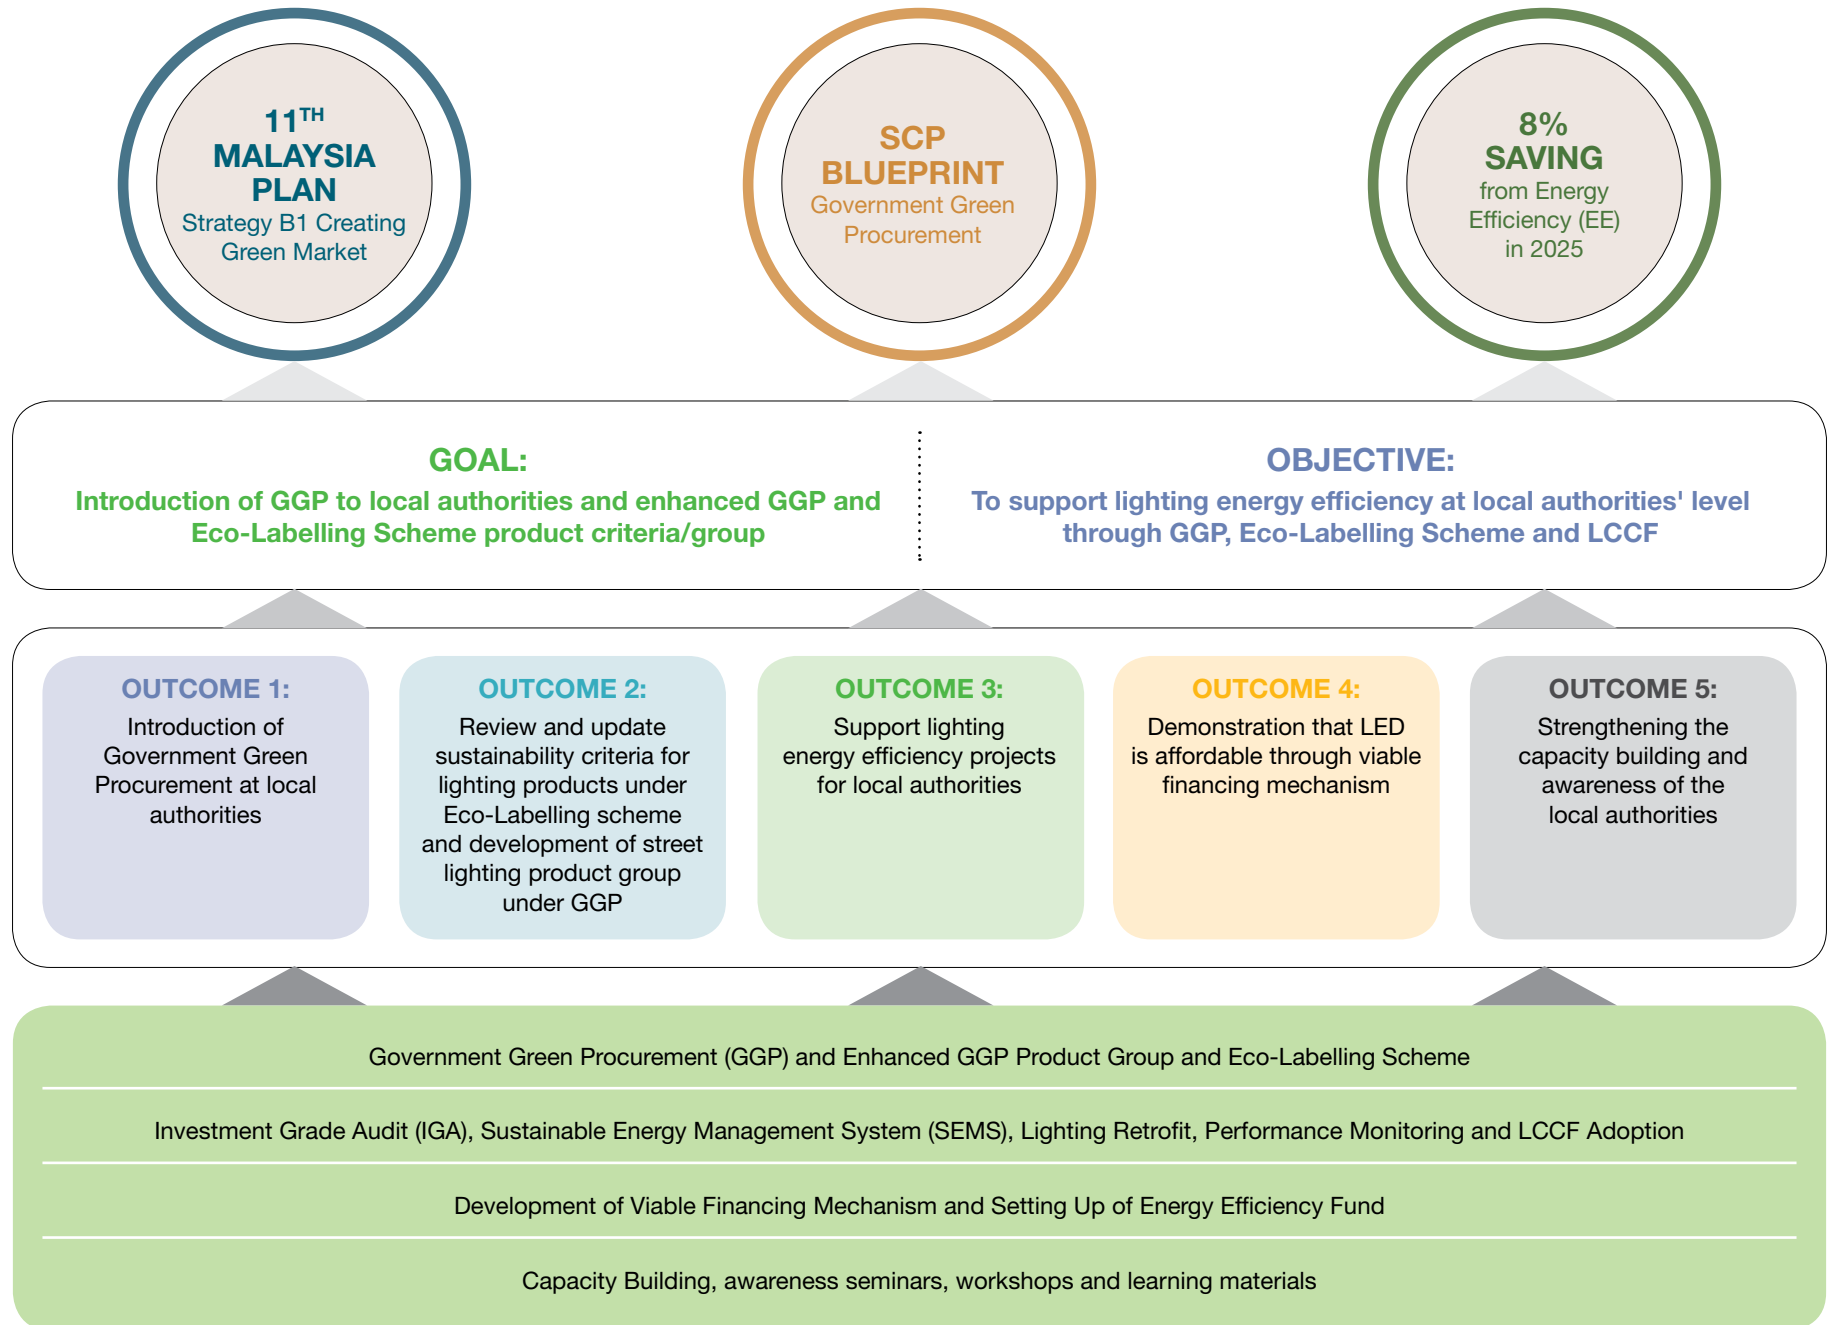 11TH
MALAYSIA
PLAN
Strategy B1 Creating
Green Market
SCP
BLUEPRINT
Government Green
Procurement
8%
SAVING
from Energy
Efficiency (EE)
in 2025
GOAL:
Introduction of GGP to local authorities and enhanced GGP and
Eco-Labelling Scheme product criteria/group
OBJECTIVE:
To support lighting energy efficiency at local authorities' level
through GGP, Eco-Labelling Scheme and LCCF
OUTCOME 1:
Introduction of
Government Green
Procurement at local
authorities
OUTCOME 2:
Review and update
sustainability criteria for
lighting products under
Eco-Labelling scheme
and development of street
lighting product group
under GGP
OUTCOME 3:
Support lighting
energy efficiency projects
for local authorities
OUTCOME 4:
Demonstration that LED
is affordable through viable
financing mechanism
OUTCOME 5:
Strengthening the
capacity building and
awareness of the
local authorities
Government Green Procurement (GGP) and Enhanced GGP Product Group and Eco-Labelling Scheme
Investment Grade Audit (IGA), Sustainable Energy Management System (SEMS), Lighting Retrofit, Performance Monitoring and LCCF Adoption
Development of Viable Financing Mechanism and Setting Up of Energy Efficiency Fund
Capacity Building, awareness seminars, workshops and learning materials